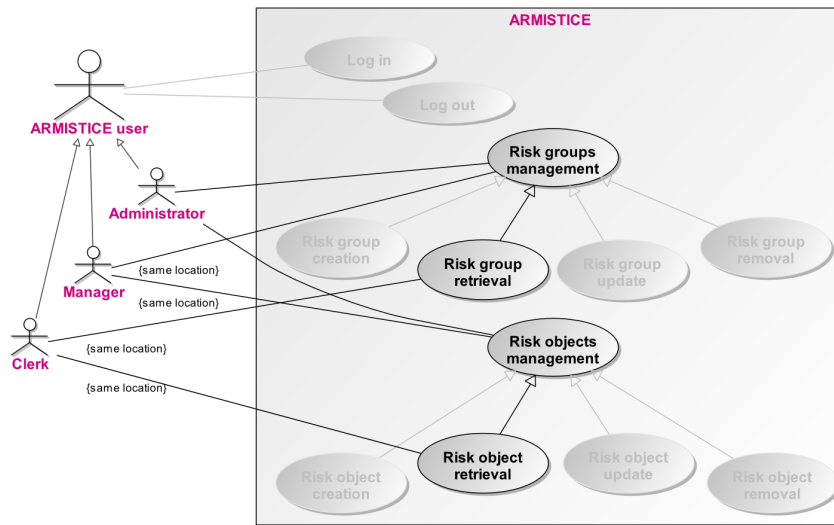 ARMISTICE
Log in
Log out
ARMISTICE user
Risk groups
management
Administrator
Risk group
creation
Risk group
retrieval
Risk group
update
Risk group
removal
Manager
{same location}
{same location}
Risk objects
management
Clerk
{same location}
{same location}
Risk object
creation
Risk object
retrieval
Risk object
update
Risk object
removal